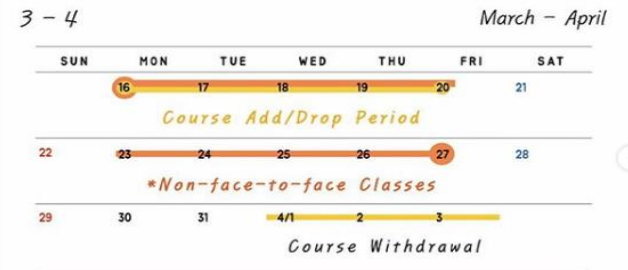 3 - 4 March - April
SUN MON TUE WED THU FRI SAT
16 17 18 19 20 21
Course Add/Drop Period
22 23 24 25 26 27 28
*Non-face-to-face Classes
29 30 31 4/1 2 3
Course Withdrawal